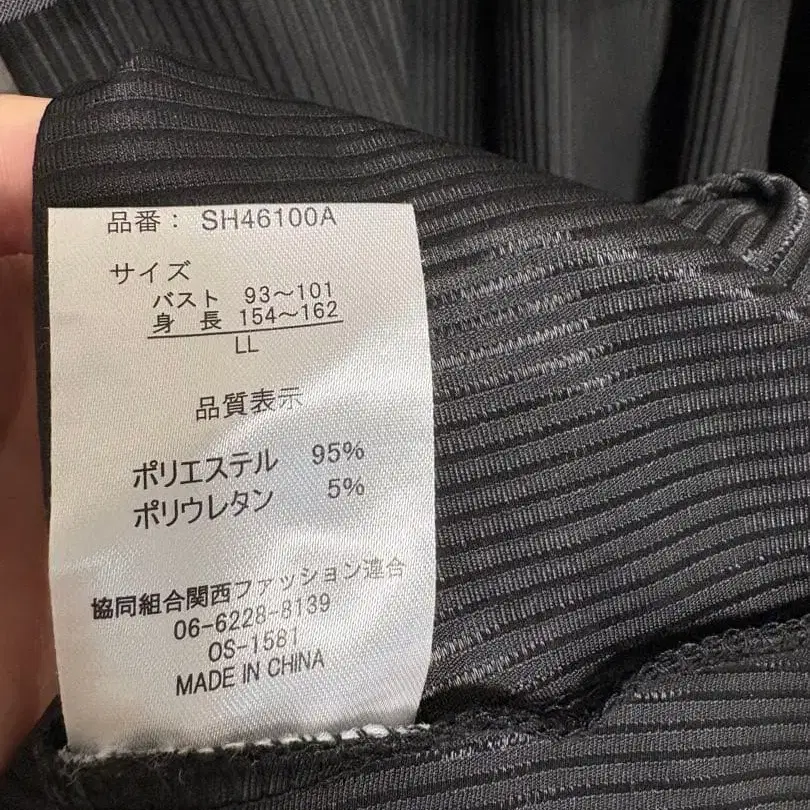 品番： SH46100A
サイズ
バスト 93～101
身 長 154～162
LL
品質表示
ポリエステル 95%
ポリウレタン 5%
協同組合関西ファッション連合
06-6228-8139
OS-1581
MADE IN CHINA